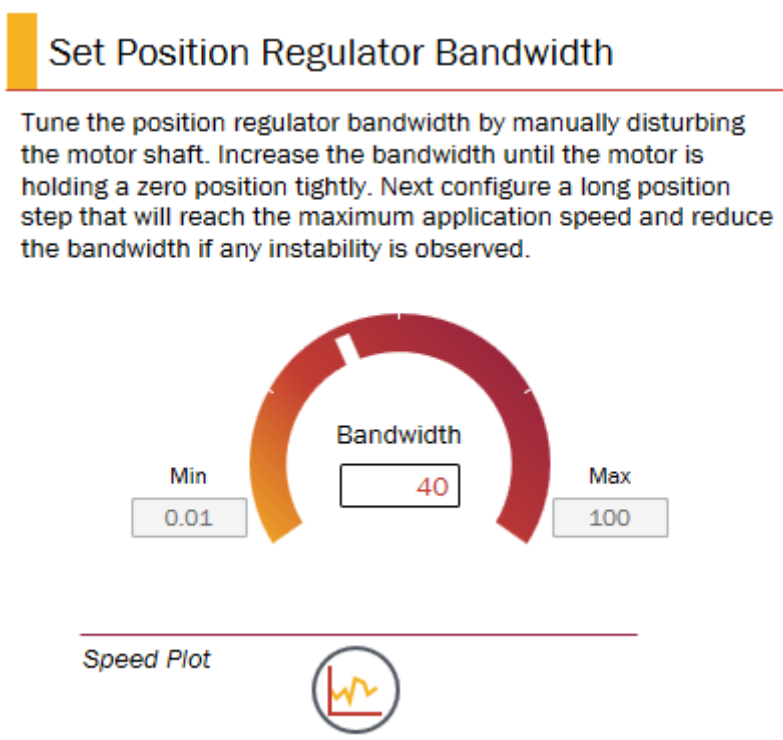 Set Position Regulator Bandwidth
Tune the position regulator bandwidth by manually disturbing
the motor shaft. Increase the bandwidth until the motor is
holding a zero position tightly. Next configure a long position
step that will reach the maximum application speed and reduce
the bandwidth if any instability is observed.
Bandwidth
40
Min
0.01
Max
100
Speed Plot